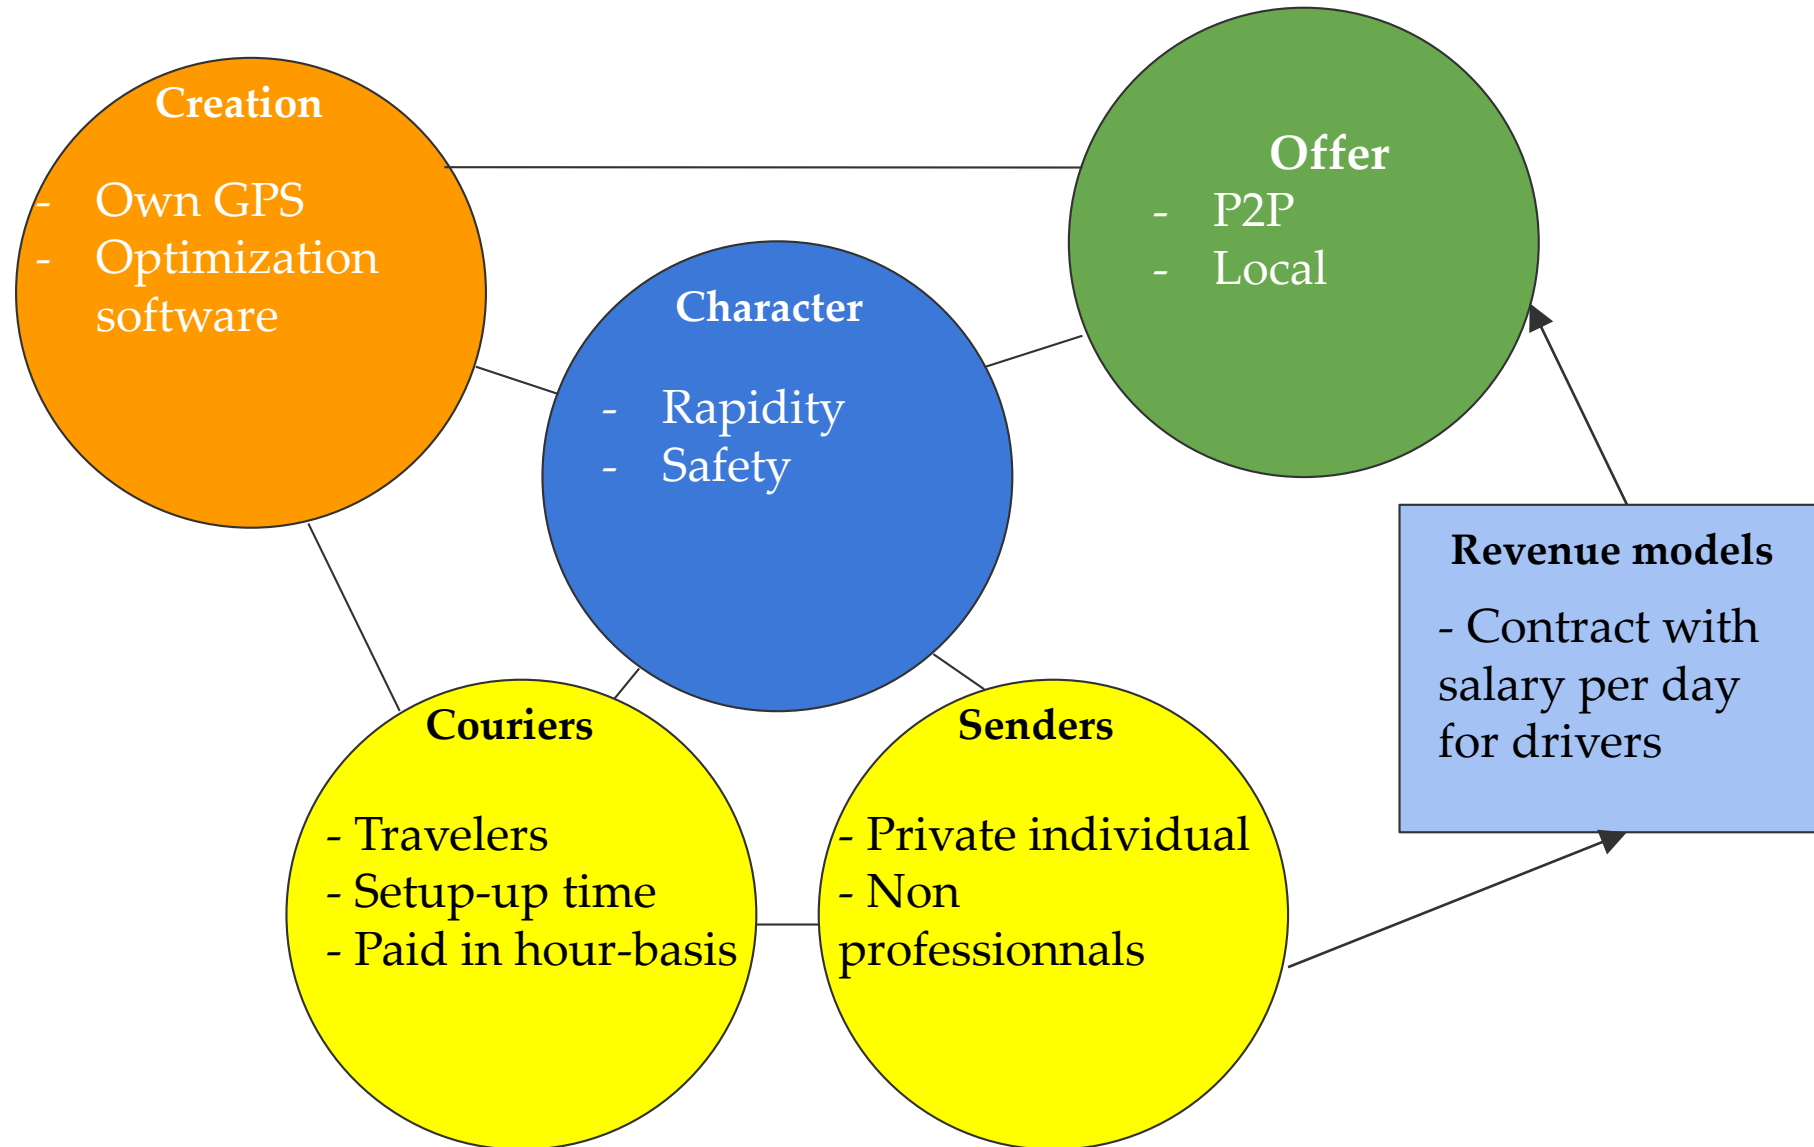 Creation
- Own GPS
- Optimization
software
Offer
- P2P
- Local
Character
- Rapidity
- Safety
Revenue models
- Contract with
salary per day
for drivers
Couriers
- Travelers
- Setup-up time
- Paid in hour-basis
Senders
- Private individual
- Non
professionnals